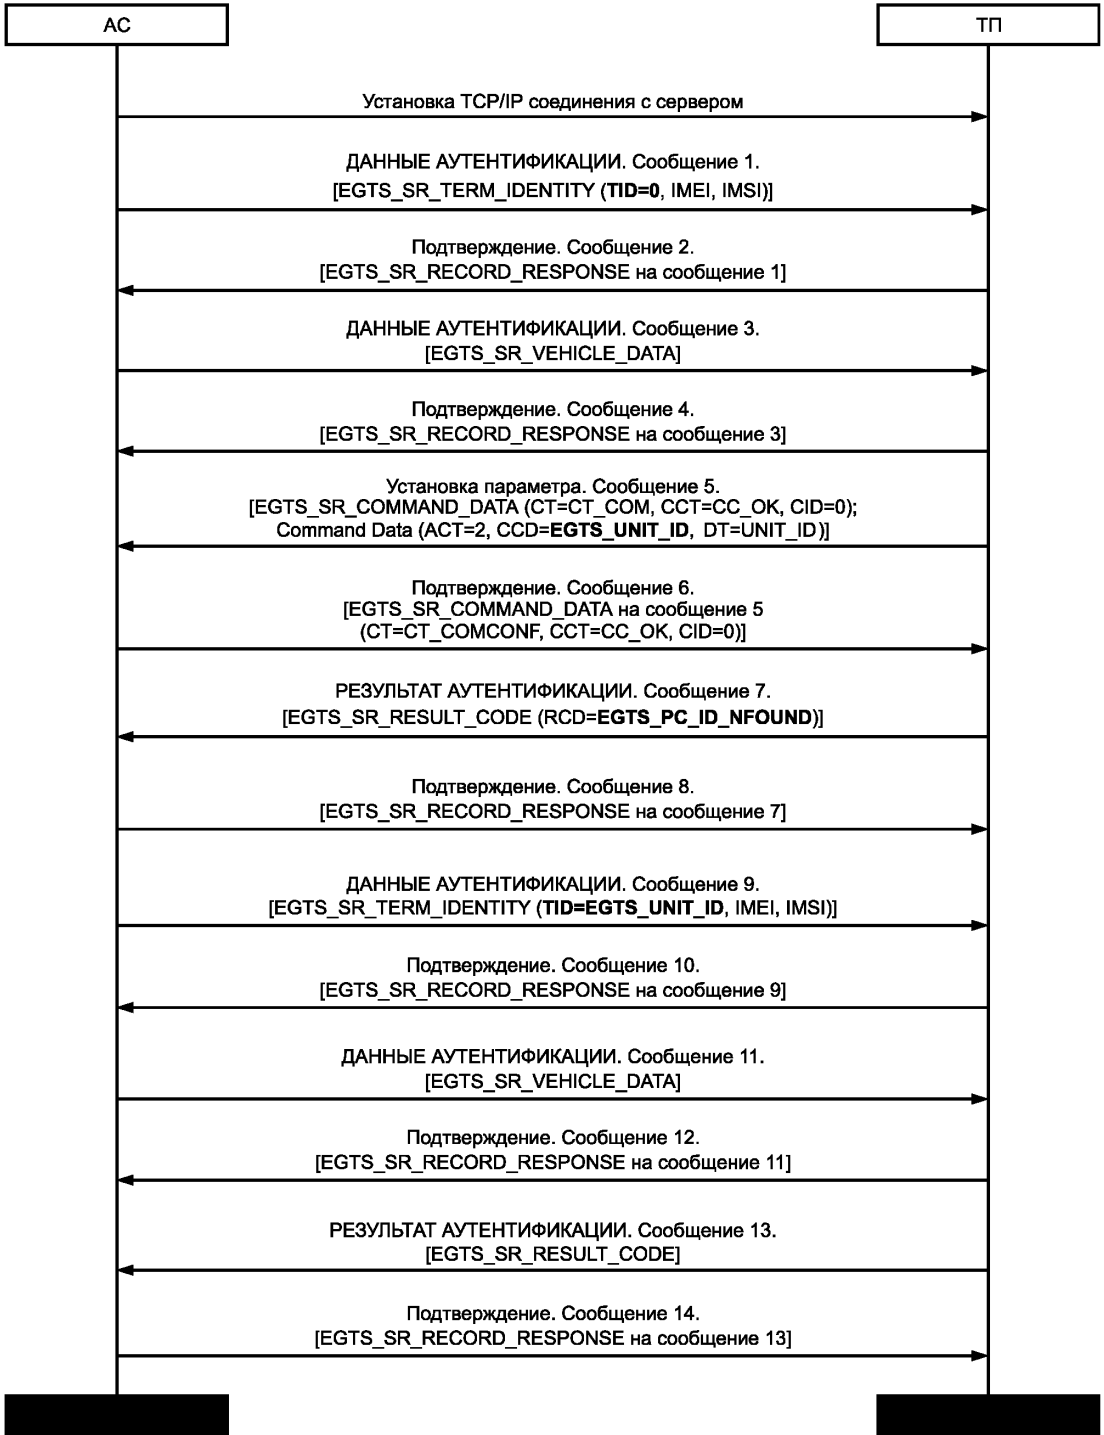 АС
ТП
Установка TCP/IP соединения с сервером
ДАННЫЕ АУТЕНТИФИКАЦИИ. Сообщение 1.
[EGTS_SR_TERM_IDENTITY (TID=0, IMEI, IMSI)]
Подтверждение. Сообщение 2.
[EGTS_SR_RECORD_RESPONSE на сообщение 1]
ДАННЫЕ АУТЕНТИФИКАЦИИ. Сообщение 3.
[EGTS_SR_VEHICLE_DATA]
Подтверждение. Сообщение 4.
[EGTS_SR_RECORD_RESPONSE на сообщение 3]
Установка параметра. Сообщение 5.
[EGTS_SR_COMMAND_DATA (CT=CT_COM, CCT=CC_OK, CID=0);
Command Data (ACT=2, CCD=EGTS_UNIT_ID, DT=UNIT_ID)]
Подтверждение. Сообщение 6.
[EGTS_SR_COMMAND_DATA на сообщение 5
(CT=CT_COMCONF, CCT=CC_OK, CID=0)]
РЕЗУЛЬТАТ АУТЕНТИФИКАЦИИ. Сообщение 7.
[EGTS_SR_RESULT_CODE (RCD=EGTS_PC_ID_NFOUND)]
Подтверждение. Сообщение 8.
[EGTS_SR_RECORD_RESPONSE на сообщение 7]
ДАННЫЕ АУТЕНТИФИКАЦИИ. Сообщение 9.
[EGTS_SR_TERM_IDENTITY (TID=EGTS_UNIT_ID, IMEI, IMSI)]
Подтверждение. Сообщение 10.
[EGTS_SR_RECORD_RESPONSE на сообщение 9]
ДАННЫЕ АУТЕНТИФИКАЦИИ. Сообщение 11.
[EGTS_SR_VEHICLE_DATA]
Подтверждение. Сообщение 12.
[EGTS_SR_RECORD_RESPONSE на сообщение 11]
РЕЗУЛЬТАТ АУТЕНТИФИКАЦИИ. Сообщение 13.
[EGTS_SR_RESULT_CODE]
Подтверждение. Сообщение 14.
[EGTS_SR_RECORD_RESPONSE на сообщение 13]